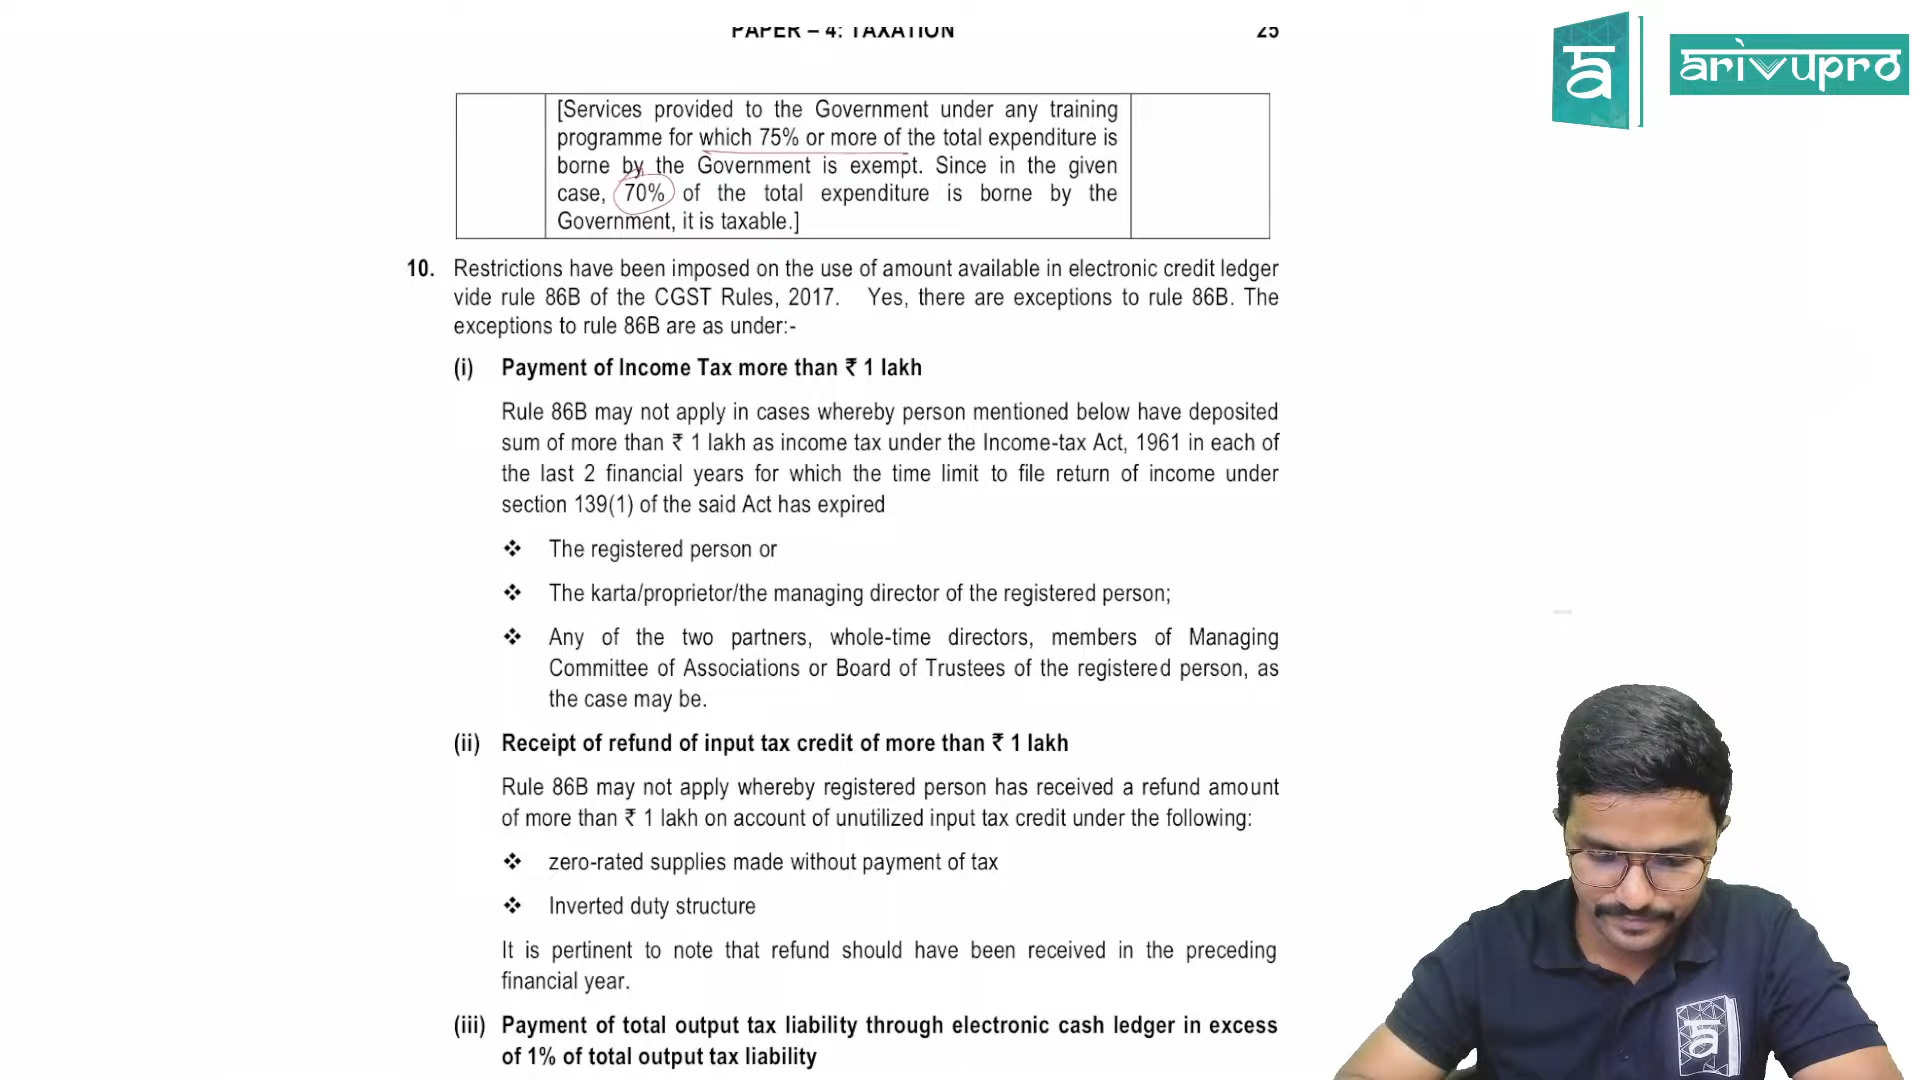 PAPER – 4: TAXATION 25
arivupro
[Services provided to the Government under any training
programme for which 75% or more of the total expenditure is
borne by the Government is exempt. Since in the given
case, 70% of the total expenditure is borne by the
Government, it is taxable.]
10. Restrictions have been imposed on the use of amount available in electronic credit ledger
vide rule 86B of the CGST Rules, 2017. Yes, there are exceptions to rule 86B. The
exceptions to rule 86B are as under:-
(i) Payment of Income Tax more than ₹ 1 lakh
Rule 86B may not apply in cases whereby person mentioned below have deposited
sum of more than ₹ 1 lakh as income tax under the Income-tax Act, 1961 in each of
the last 2 financial years for which the time limit to file return of income under
section 139(1) of the said Act has expired
❖ The registered person or
❖ The karta/proprietor/the managing director of the registered person;
❖ Any of the two partners, whole-time directors, members of Managing
Committee of Associations or Board of Trustees of the registered person, as
the case may be.
(ii) Receipt of refund of input tax credit of more than ₹ 1 lakh
Rule 86B may not apply whereby registered person has received a refund amount
of more than ₹ 1 lakh on account of unutilized input tax credit under the following:
❖ zero-rated supplies made without payment of tax
❖ Inverted duty structure
It is pertinent to note that refund should have been received in the preceding
financial year.
(iii) Payment of total output tax liability through electronic cash ledger in excess
of 1% of total output tax liability